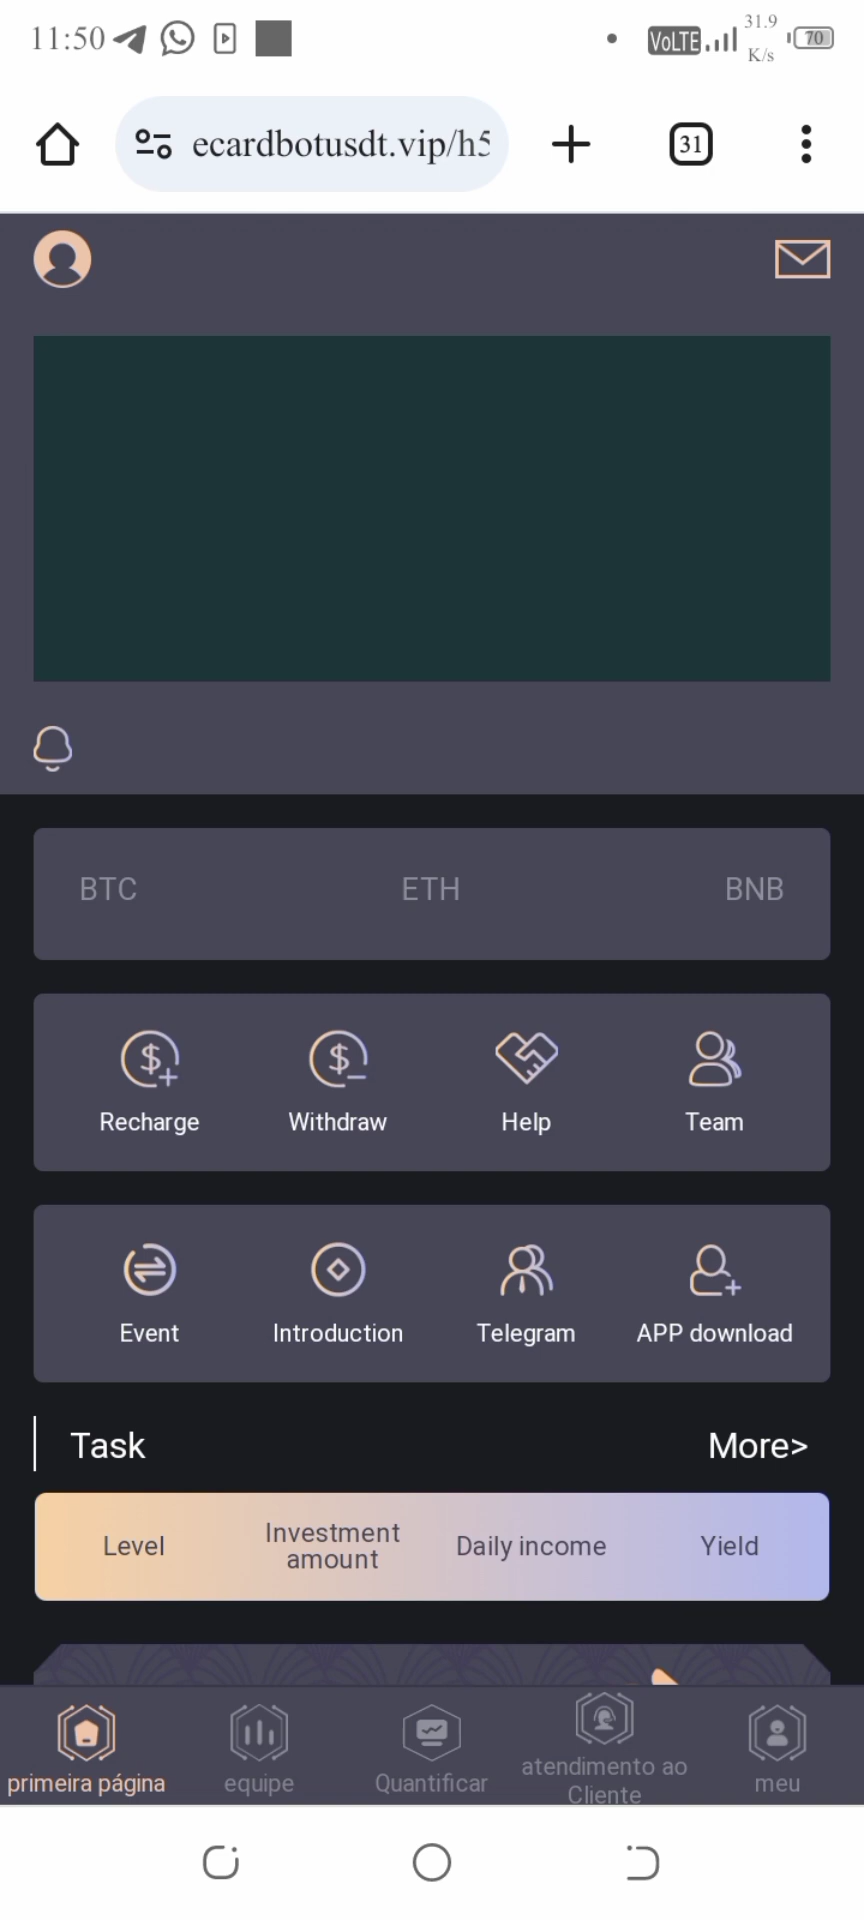 11:50
VoLTE
31.9
K/s
70
ecardbotusdt.vip/h5
31
BTC ETH BNB
Recharge Withdraw Help Team
Event Introduction Telegram APP download
Task More>
Level Investment amount Daily income Yield
primeira página equipe Quantificar atendimento ao Cliente meu